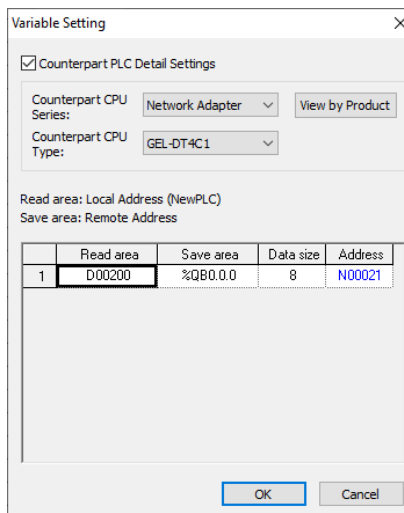 Variable Setting
Counterpart PLC Detail Settings
Counterpart CPU Series: Network Adapter View by Product
Counterpart CPU Type: GEL-DT4C1
Read area: Local Address (NewPLC)
Save area: Remote Address
Read area Save area Data size Address
1 D00200 %QB0.0.0 8 N00021
OK Cancel